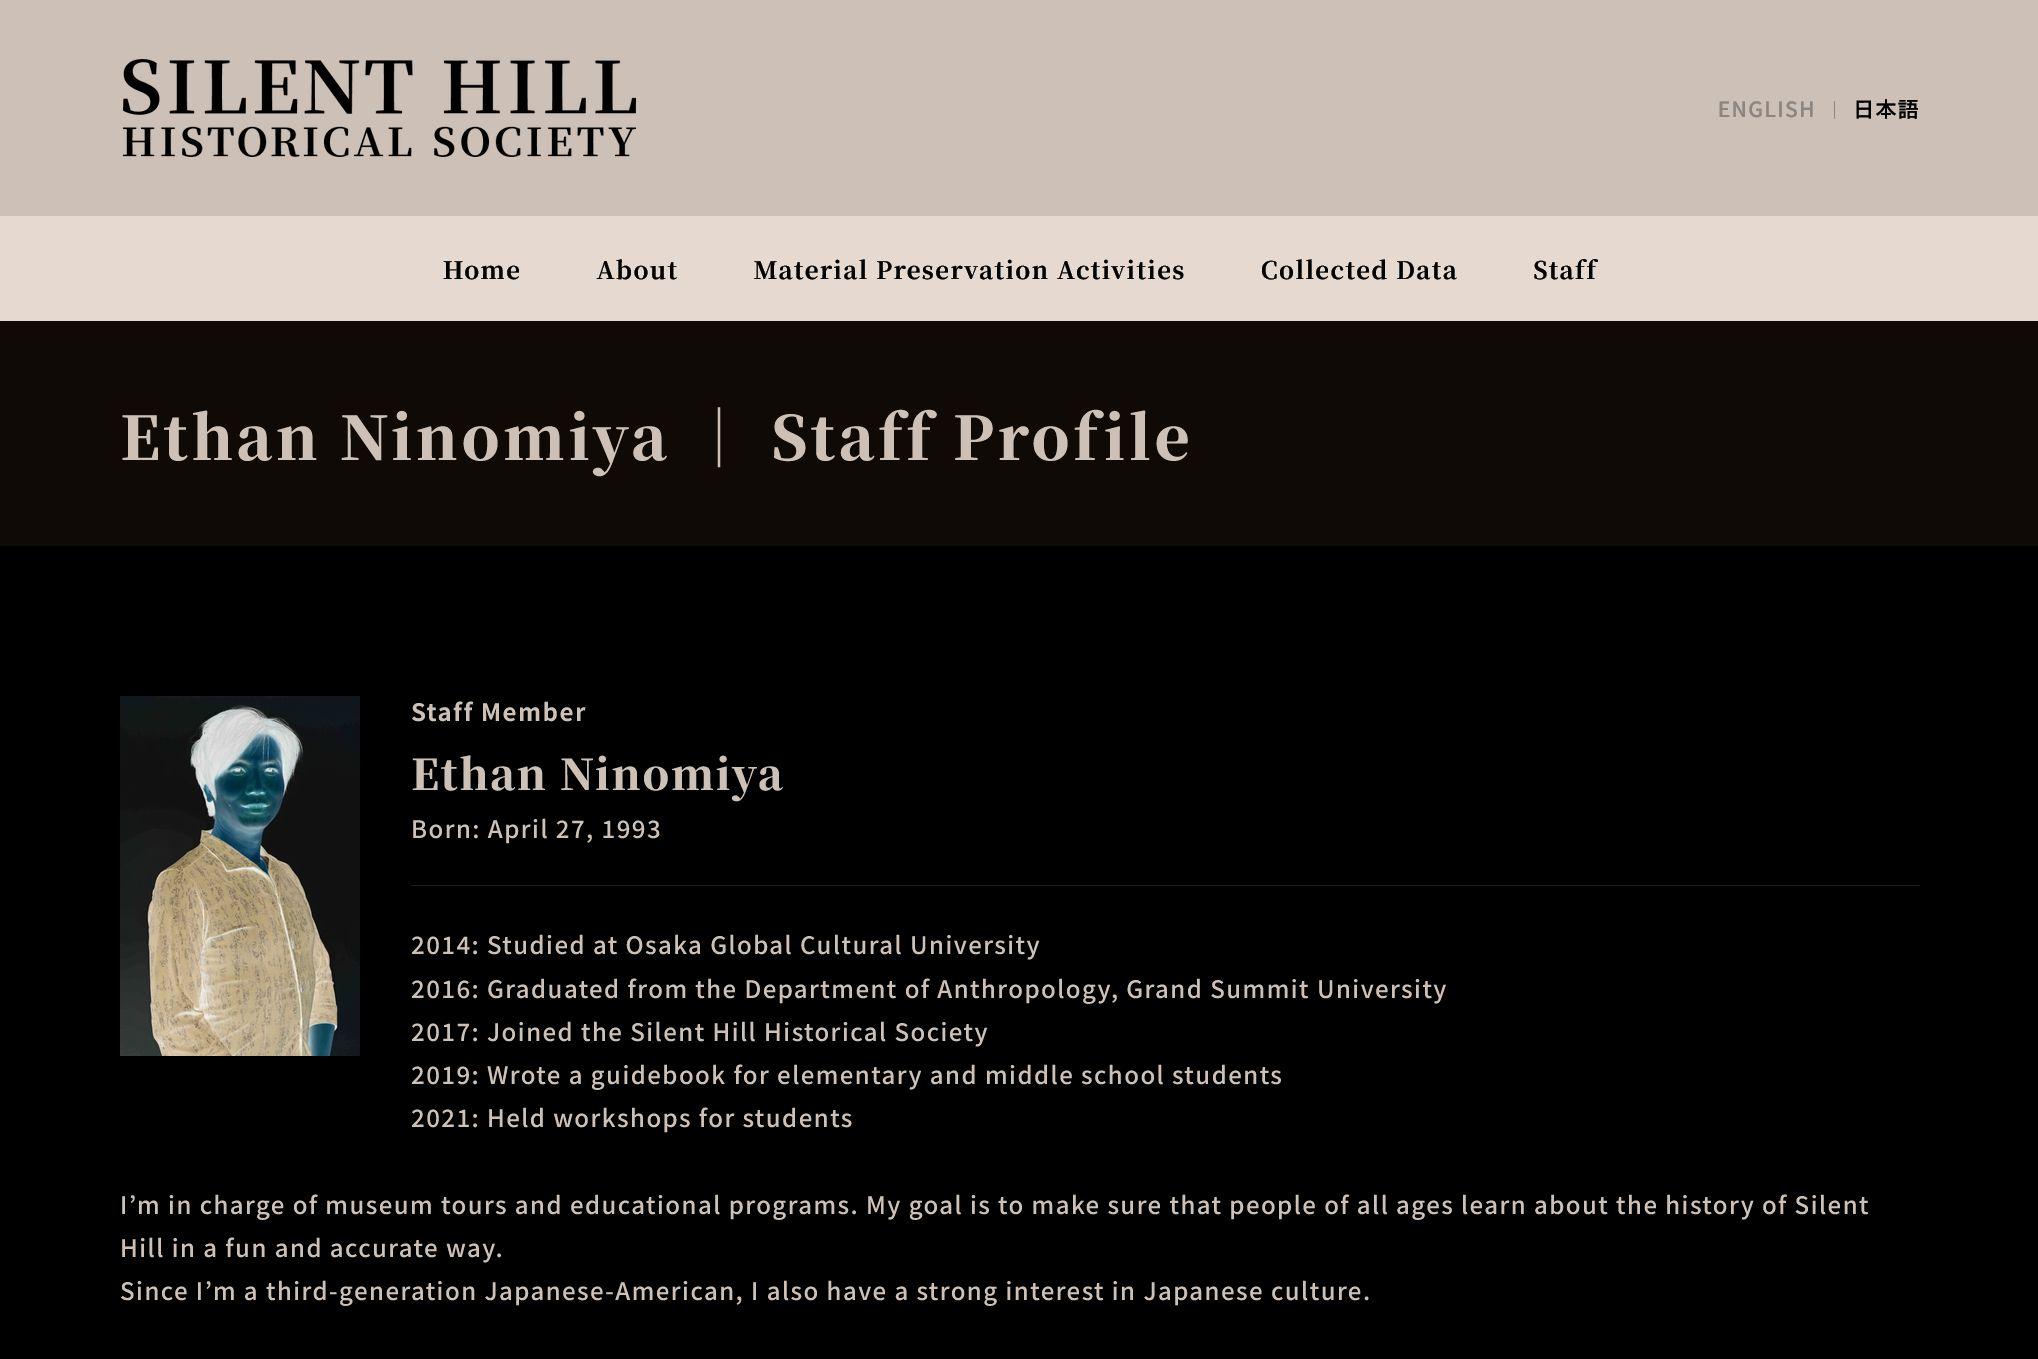 SILENT HILL
HISTORICAL SOCIETY
ENGLISH | 日本語
Home About Material Preservation Activities Collected Data Staff
Ethan Ninomiya | Staff Profile
Staff Member
Ethan Ninomiya
Born: April 27, 1993
2014: Studied at Osaka Global Cultural University
2016: Graduated from the Department of Anthropology, Grand Summit University
2017: Joined the Silent Hill Historical Society
2019: Wrote a guidebook for elementary and middle school students
2021: Held workshops for students
I’m in charge of museum tours and educational programs. My goal is to make sure that people of all ages learn about the history of Silent
Hill in a fun and accurate way.
Since I’m a third-generation Japanese-American, I also have a strong interest in Japanese culture.